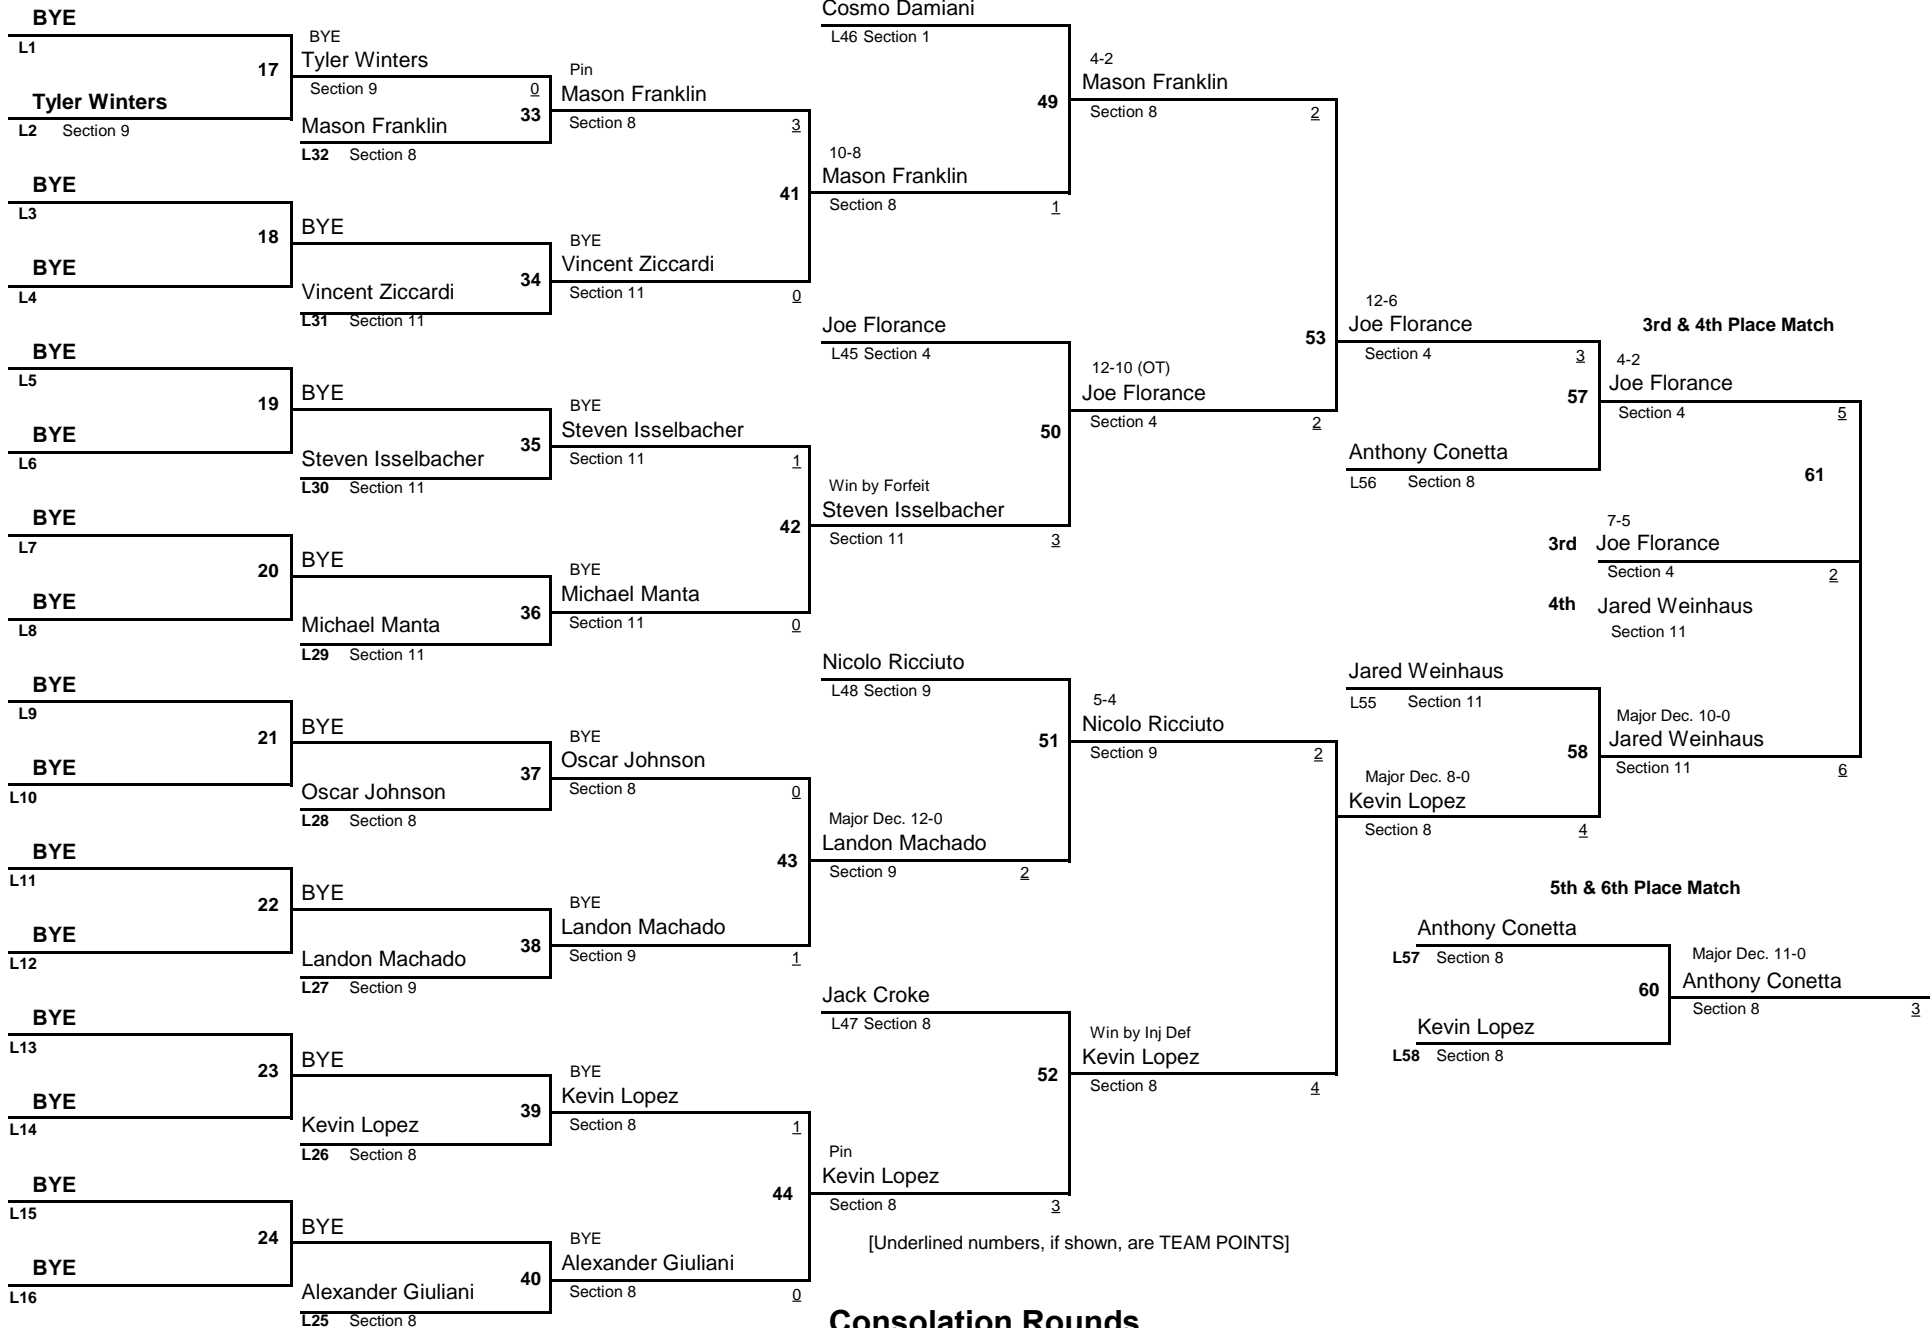 BYE
L1
17
Tyler Winters
L2 Section 9
BYE
L3
18
BYE
L4
BYE
L5
19
BYE
L6
BYE
L7
20
BYE
L8
BYE
L9
21
BYE
L10
BYE
L11
22
BYE
L12
BYE
L13
23
BYE
L14
BYE
L15
24
BYE
L16
BYE
Tyler Winters
Section 9 0
33
Mason Franklin
L32 Section 8
BYE
34
Vincent Ziccardi
L31 Section 11
BYE
35
Steven Isselbacher
L30 Section 11
BYE
36
Michael Manta
L29 Section 11
BYE
37
Oscar Johnson
L28 Section 8
BYE
38
Landon Machado
L27 Section 9
BYE
39
Kevin Lopez
L26 Section 8
BYE
40
Alexander Giuliani
L25 Section 8
Pin
Mason Franklin
Section 8 3
41
BYE
Vincent Ziccardi
Section 11 0
BYE
Steven Isselbacher
Section 11 1
42
BYE
Michael Manta
Section 11 0
BYE
Oscar Johnson
Section 8 0
43
BYE
Landon Machado
Section 9 1
BYE
Kevin Lopez
Section 8 1
44
BYE
Alexander Giuliani
Section 8 0
Cosmo Damiani
L46 Section 1
49
10-8
Mason Franklin
Section 8 1
Joe Florance
L45 Section 4
50
Win by Forfeit
Steven Isselbacher
Section 11 3
Nicolo Ricciuto
L48 Section 9
51
Major Dec. 12-0
Landon Machado
Section 9 2
Jack Croke
L47 Section 8
52
Pin
Kevin Lopez
Section 8 3
[Underlined numbers, if shown, are TEAM POINTS]
Consolation Rounds
4-2
Mason Franklin
Section 8 2
53
12-10 (OT)
Joe Florance
Section 4 2
5-4
Nicolo Ricciuto
Section 9 2
Win by Inj Def
Kevin Lopez
Section 8 4
12-6
Joe Florance
Section 4 3
57
Anthony Conetta
L56 Section 8
Jared Weinhaus
L55 Section 11
58
Major Dec. 8-0
Kevin Lopez
Section 8 4
3rd & 4th Place Match
4-2
Joe Florance
Section 4 5
61
7-5
3rd Joe Florance
Section 4 2
4th Jared Weinhaus
Section 11
Major Dec. 10-0
Jared Weinhaus
Section 11 6
5th & 6th Place Match
Anthony Conetta
L57 Section 8
60
Kevin Lopez
L58 Section 8
Major Dec. 11-0
Anthony Conetta
Section 8 3